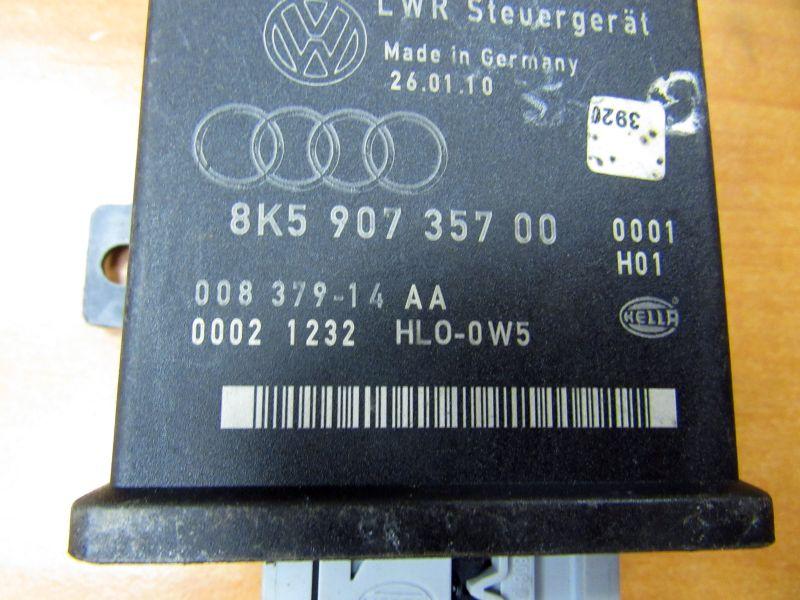 LWR Steuergerät
Made in Germany
26.01.10
3920
8K5 907 357 00
0001
H01
008 379-14 AA
0002 1232 HLO-0W5
HELLA